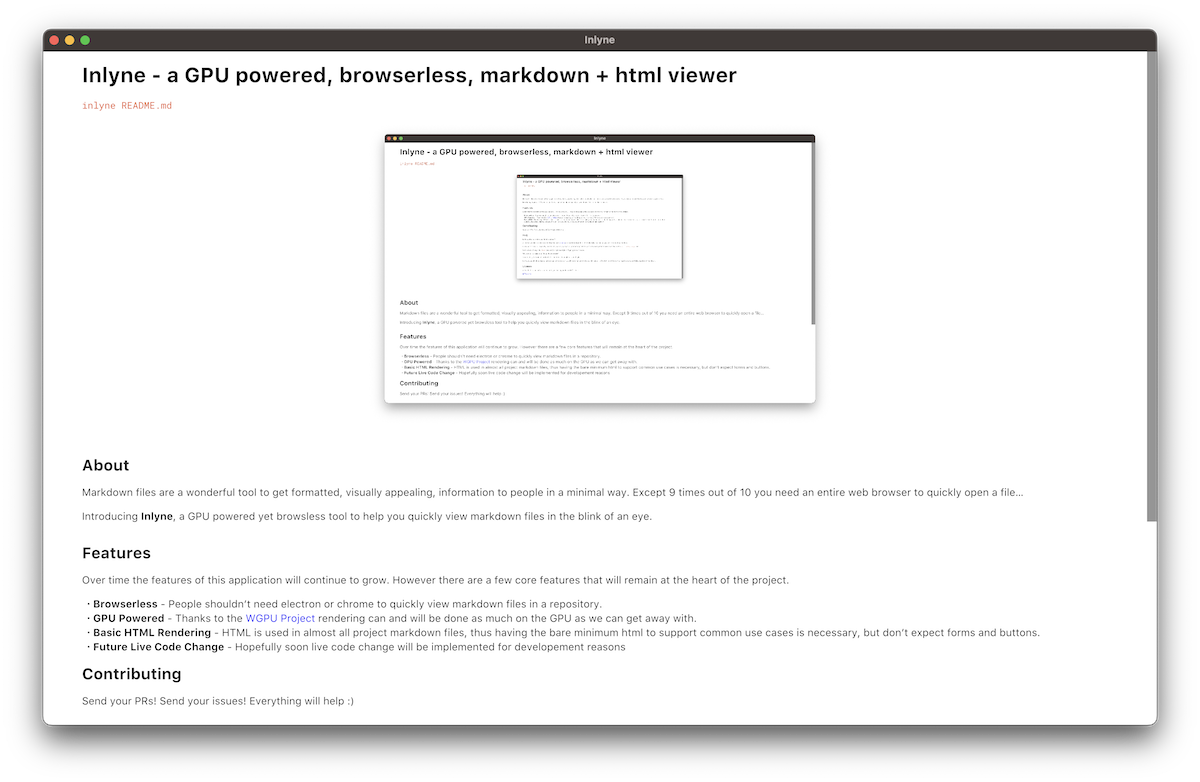 Inlyne
Inlyne - a GPU powered, browserless, markdown + html viewer
inlyne README.md
Inlyne
Inlyne - a GPU powered, browserless, markdown + html viewer
inlyne README.md
Inlyne - a GPU powered, browserless, markdown + html viewer
About
Markdown files are a wonderful tool to get formatted, visually appealing, information to people in a minimal way. Except 9 times out of 10 you need an entire web browser to quickly open a file...
Introducing Inlyne, a GPU powered yet browsless tool to help you quickly view markdown files in the blink of an eye.
Features
Over time the features of this application will continue to grow. However there are a few core features that will remain at the heart of the project.
· Browserless - People shouldn't need electron or chrome to quickly view markdown files in a repository.
· GPU Powered - Thanks to the WGPU Project rendering can and will be done as much on the GPU as we can get away with.
· Basic HTML Rendering - HTML is used in almost all project markdown files, thus having the bare minimum html to support common use cases is necessary, but don't expect forms and buttons.
· Future Live Code Change - Hopefully soon live code change will be implemented for developement reasons
Contributing
Send your PRs! Send your issues! Everything will help :)
About
Markdown files are a wonderful tool to get formatted, visually appealing, information to people in a minimal way. Except 9 times out of 10 you need an entire web browser to quickly open a file...
Introducing Inlyne, a GPU powered yet browsless tool to help you quickly view markdown files in the blink of an eye.
Features
Over time the features of this application will continue to grow. However there are a few core features that will remain at the heart of the project.
· Browserless - People shouldn't need electron or chrome to quickly view markdown files in a repository.
· GPU Powered - Thanks to the WGPU Project rendering can and will be done as much on the GPU as we can get away with.
· Basic HTML Rendering - HTML is used in almost all project markdown files, thus having the bare minimum html to support common use cases is necessary, but don't expect forms and buttons.
· Future Live Code Change - Hopefully soon live code change will be implemented for developement reasons
Contributing
Send your PRs! Send your issues! Everything will help :)